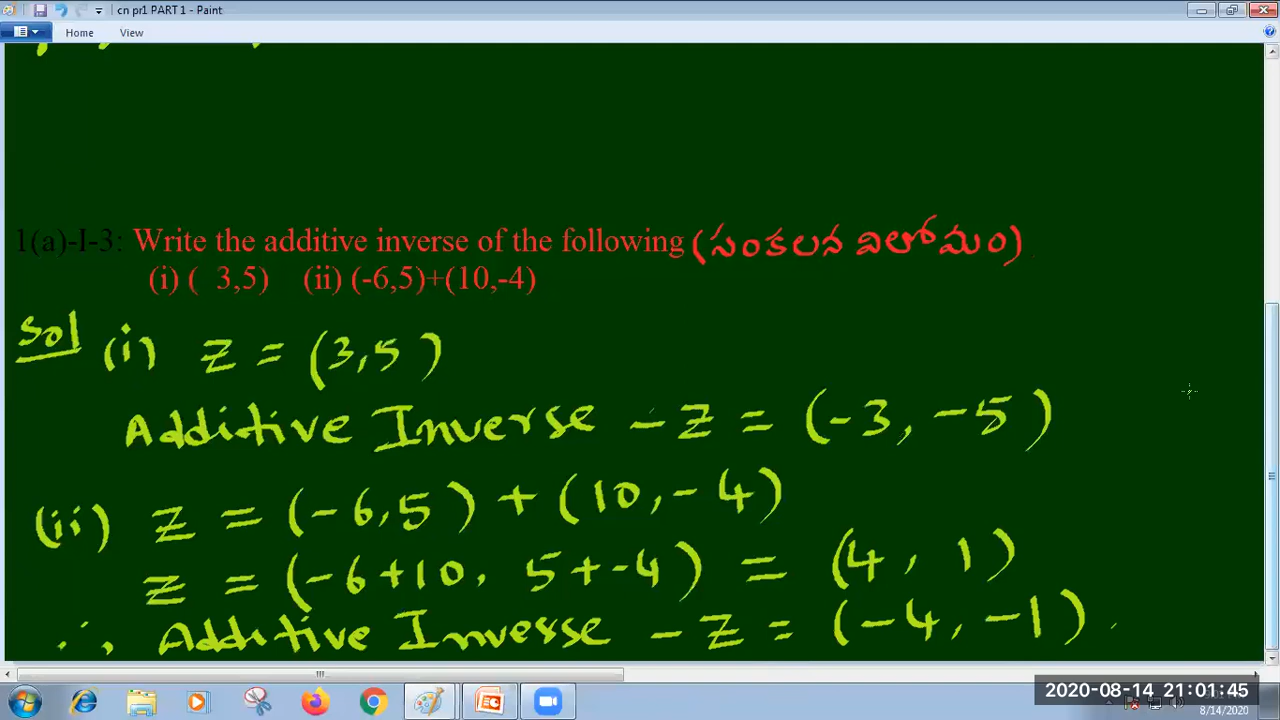 cn pr1 PART 1 - Paint
Home View
1(a)-I-3: Write the additive inverse of the following (సంకలన విలోమం)
(i) ( 3,5) (ii) (-6,5)+(10,-4)
Sol (i) z = (3,5)
Additive Inverse -z = (-3, -5)
(ii) z = (-6,5) + (10,-4)
z = (-6+10, 5+-4) = (4, 1)
∴, Additive Inverse -z = (-4, -1).
2020-08-14 21:01:45
8/14/2020